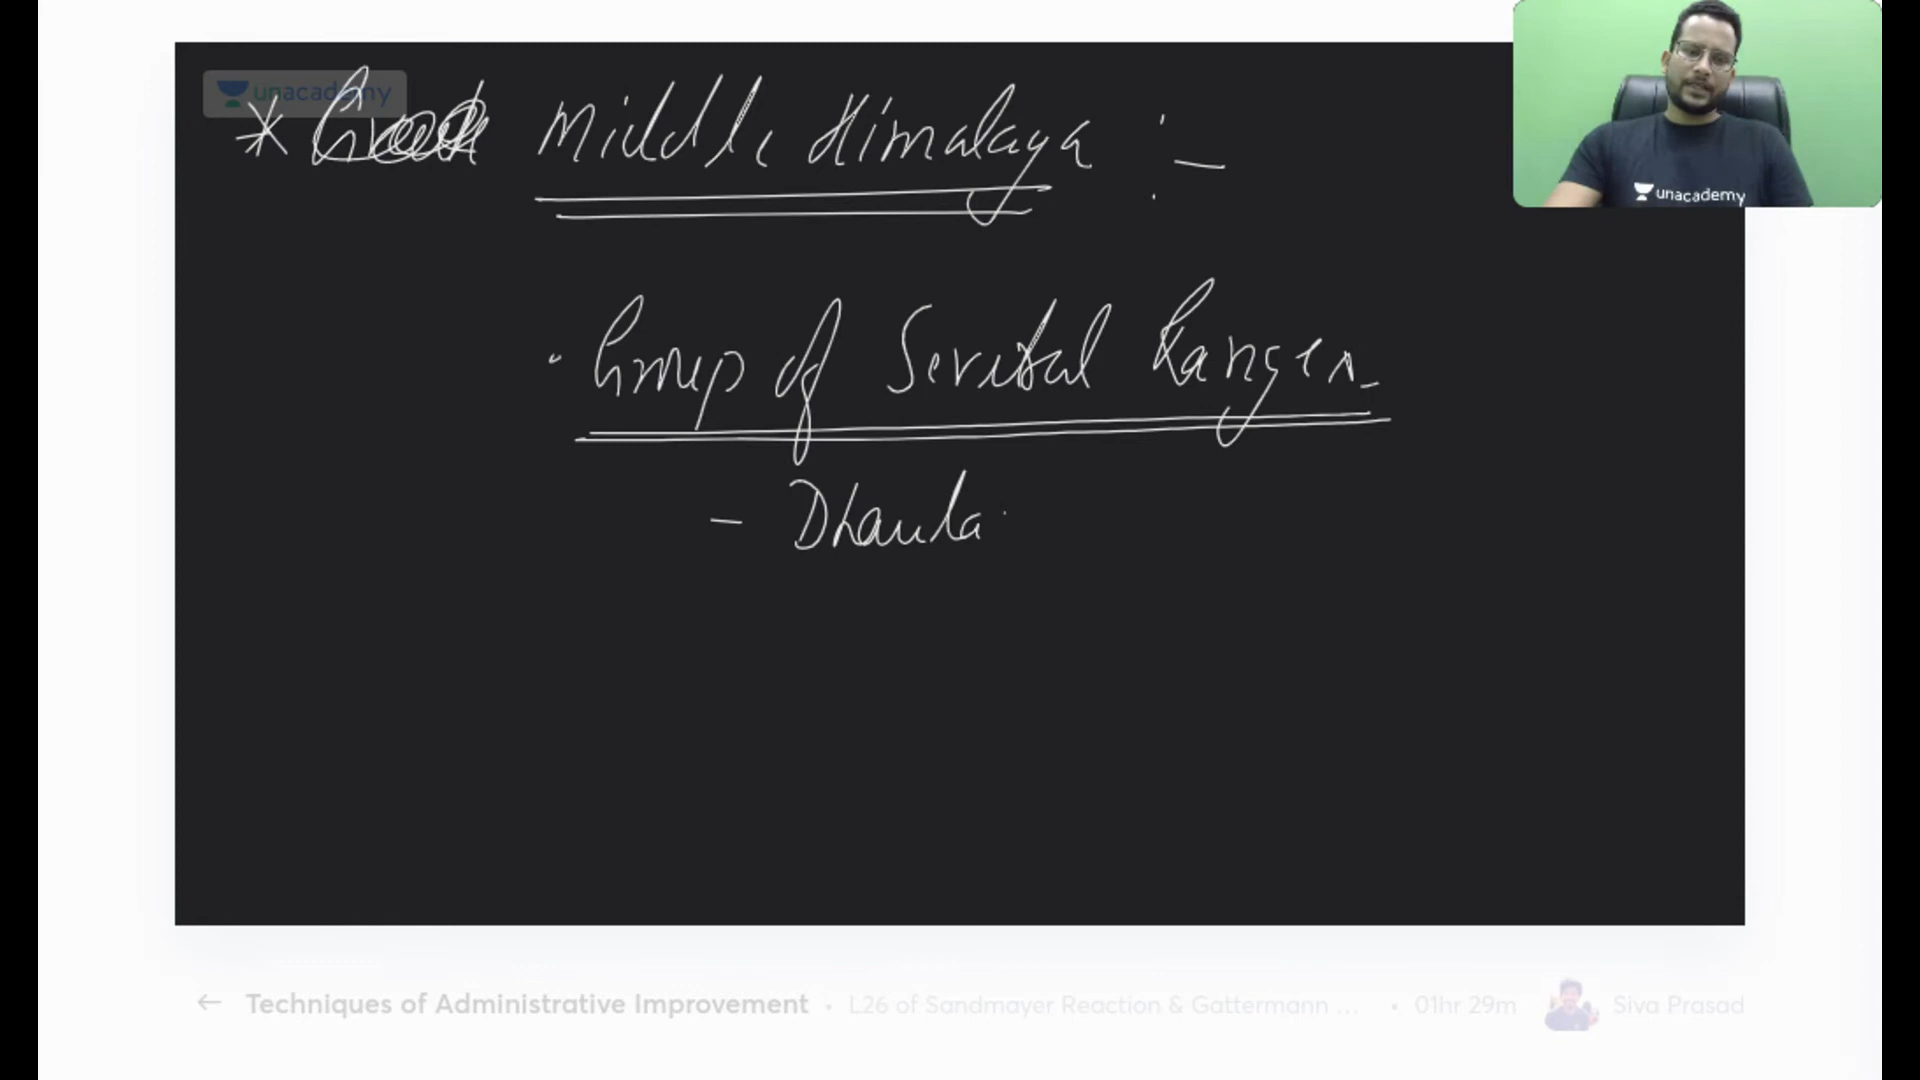 unacademy
* Middle Himalaya :-
unacademy
· Group of Several Ranges
- Dhaula
← Techniques of Administrative Improvement • L26 of Sandmayer Reaction & Gattermann ... • 01hr 29m Siva Prasad